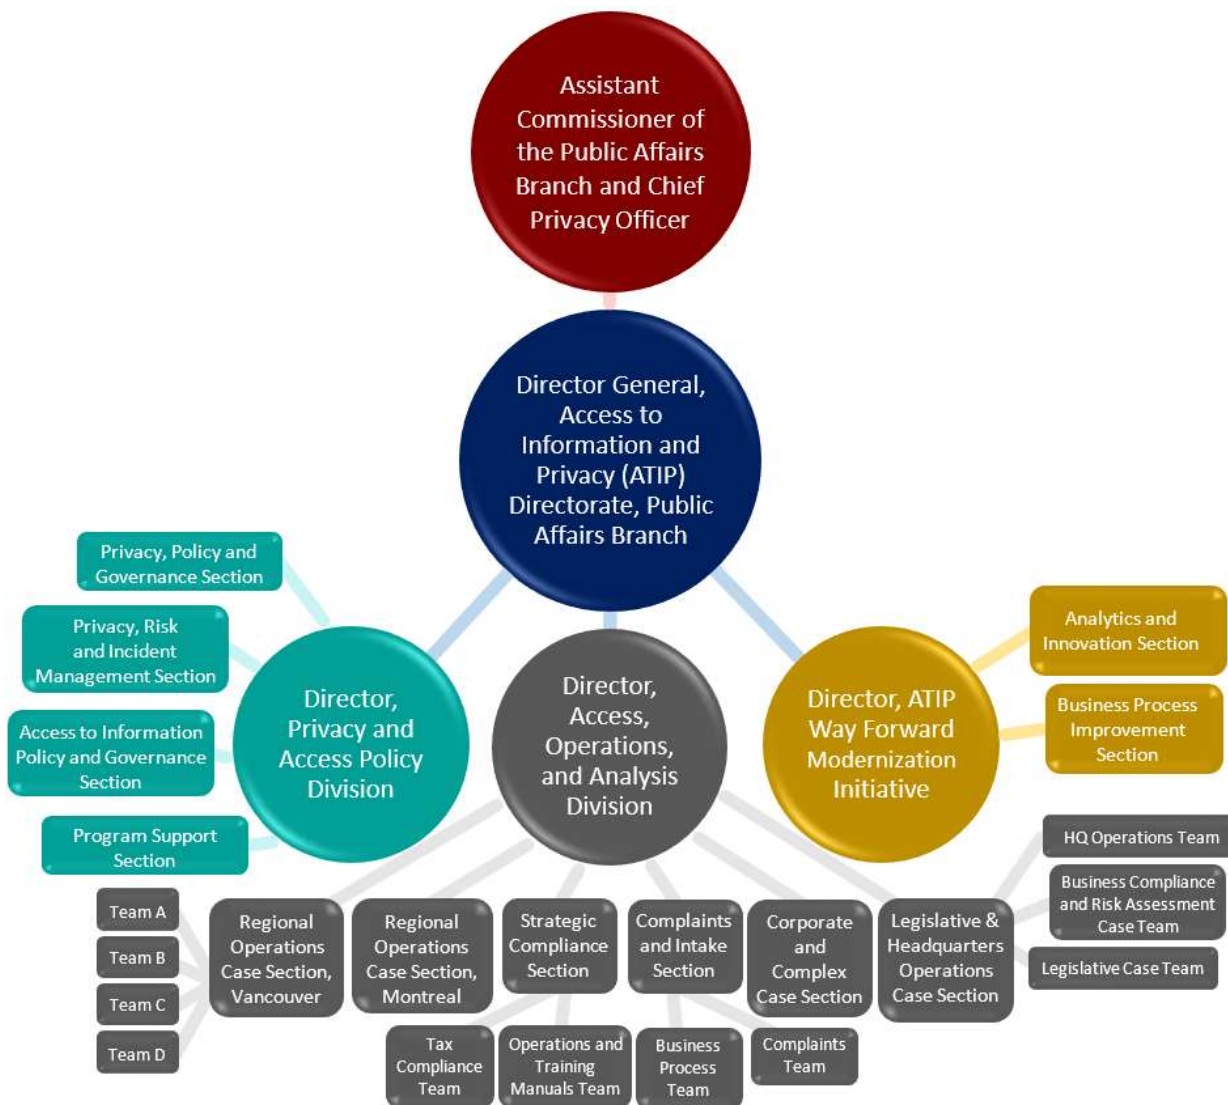 Assistant
Commissioner of
the Public Affairs
Branch and Chief
Privacy Officer
Director General,
Access to
Information and
Privacy (ATIP)
Directorate, Public
Affairs Branch
Privacy, Policy and
Governance Section
Privacy, Risk
and Incident
Management Section
Access to Information
Policy and Governance
Section
Program Support
Section
Director,
Privacy and
Access Policy
Division
Director,
Access,
Operations,
and Analysis
Division
Director, ATIP
Way Forward
Modernization
Initiative
Analytics and
Innovation Section
Business Process
Improvement
Section
Team A
Team B
Team C
Team D
Regional
Operations
Case Section,
Vancouver
Regional
Operations
Case Section,
Montreal
Strategic
Compliance
Section
Complaints
and Intake
Section
Corporate
and
Complex
Case Section
Legislative &
Headquarters
Operations
Case Section
HQ Operations Team
Business Compliance
and Risk Assessment
Case Team
Legislative Case Team
Tax
Compliance
Team
Operations and
Training
Manuals Team
Business
Process
Team
Complaints
Team